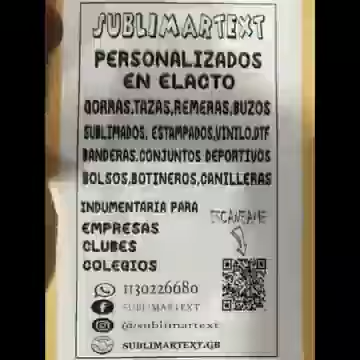 SUBLIMARTEXT
PERSONALIZADOS
EN ELACTO
GORRAS,TAZAS,REMERAS,BUZOS
SUBLIMADOS, ESTAMPADOS,VINILO,DTF
BANDERAS.CONJUNTOS DEPORTIVOS
BOLSOS,BOTINEROS,CANILLERAS
INDUMENTARIA PARA
EMPRESAS
CLUBES
COLEGIOS
ESCANEAME
1130226680
SUBLIMARTEXT
@sublimartext
SUBLIMARTEXT.GB